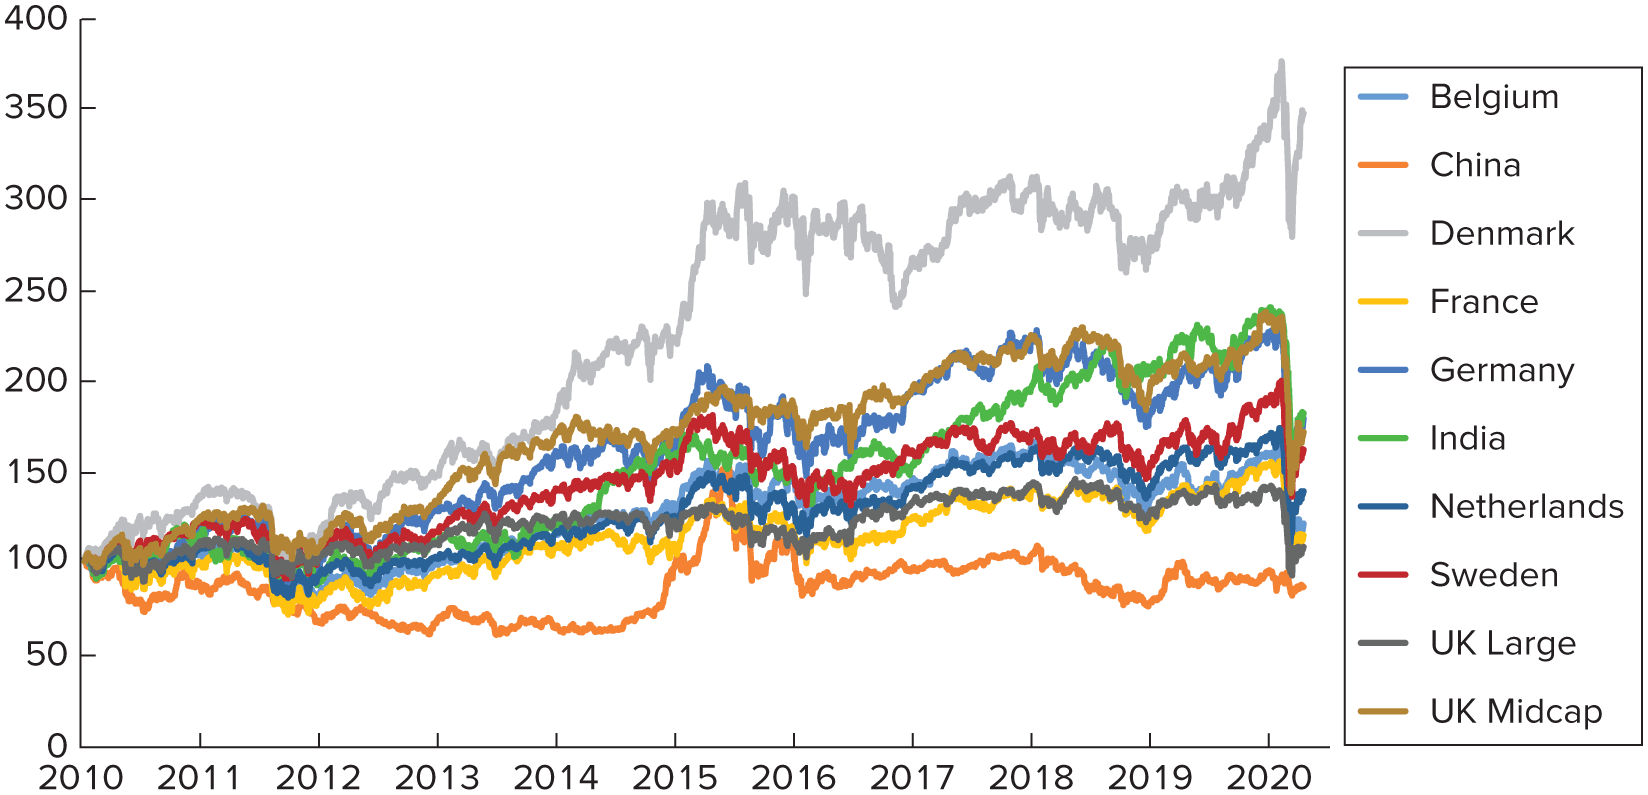 400
350
300
250
200
150
100
50
0
2010 2011 2012 2013 2014 2015 2016 2017 2018 2019 2020
Belgium
China
Denmark
France
Germany
India
Netherlands
Sweden
UK Large
UK Midcap